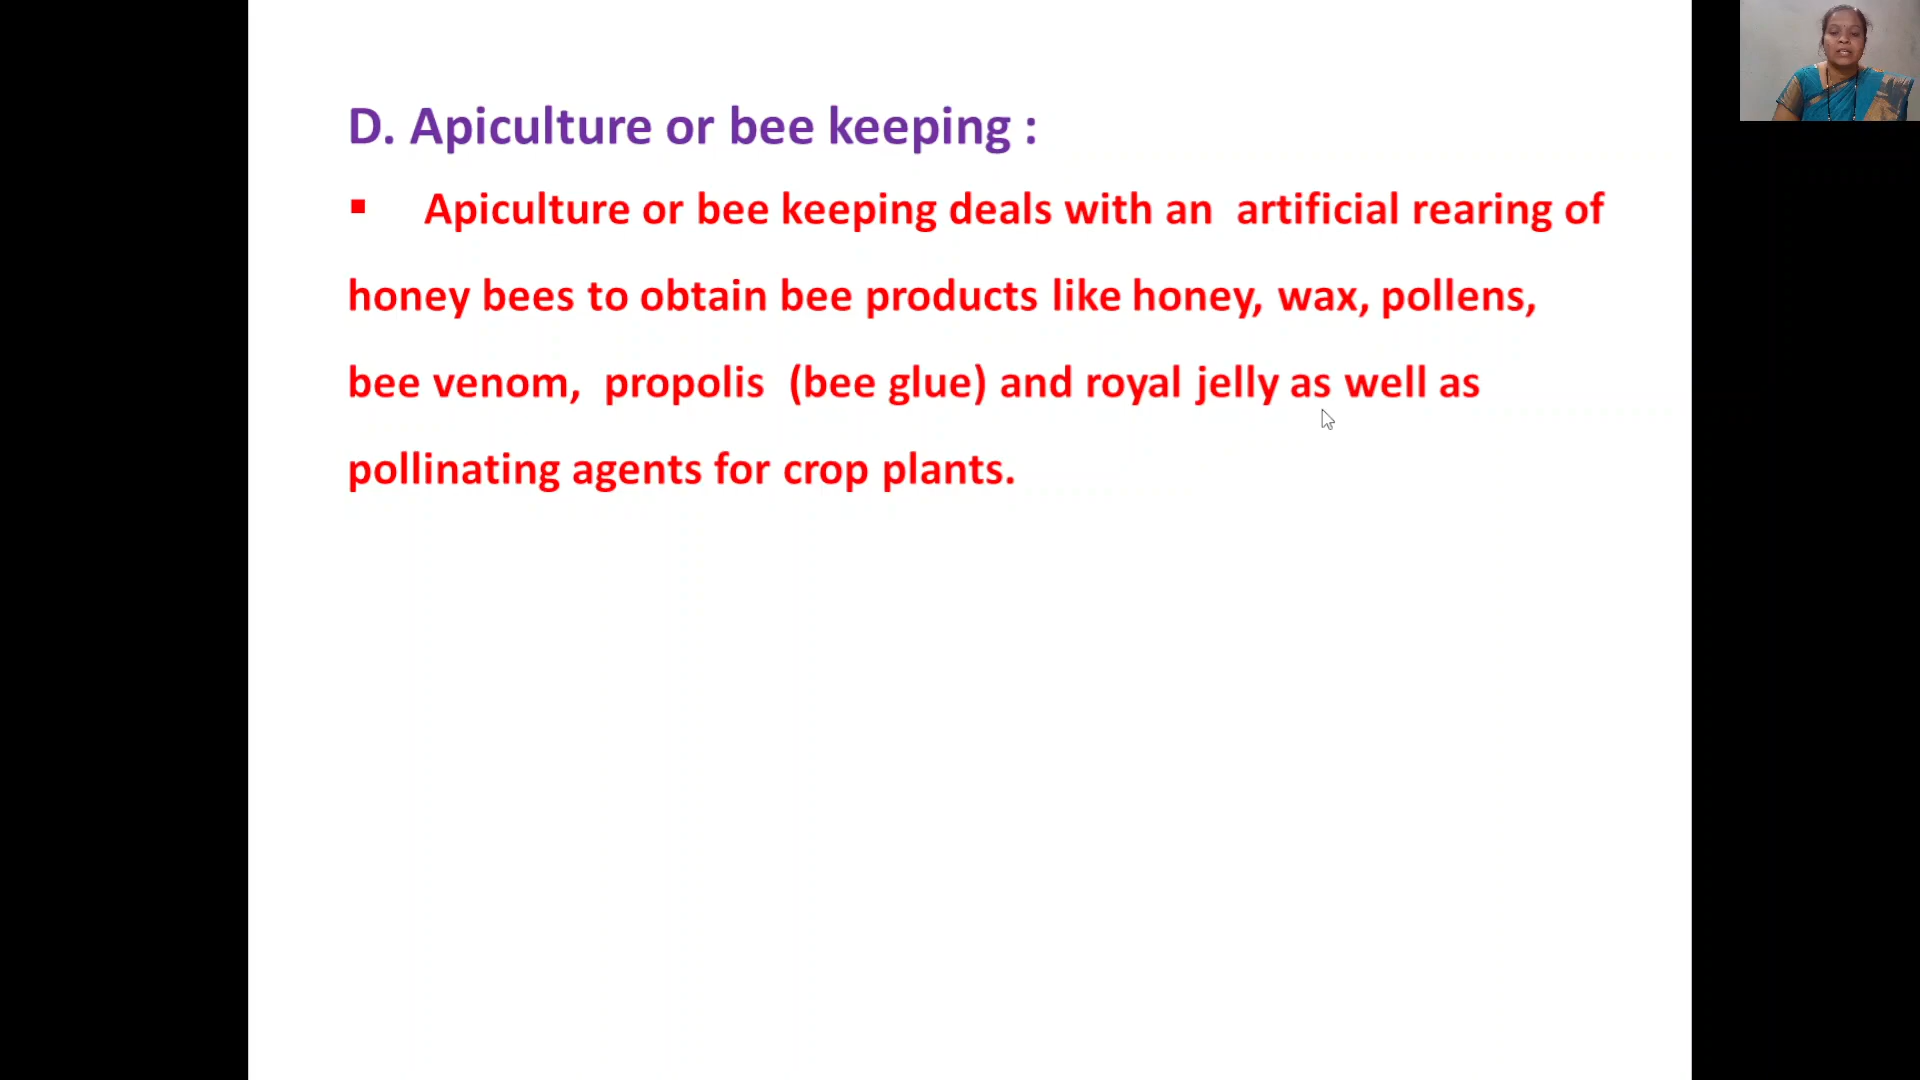 D. Apiculture or bee keeping :
▪ Apiculture or bee keeping deals with an artificial rearing of
honey bees to obtain bee products like honey, wax, pollens,
bee venom, propolis (bee glue) and royal jelly as well as
pollinating agents for crop plants.